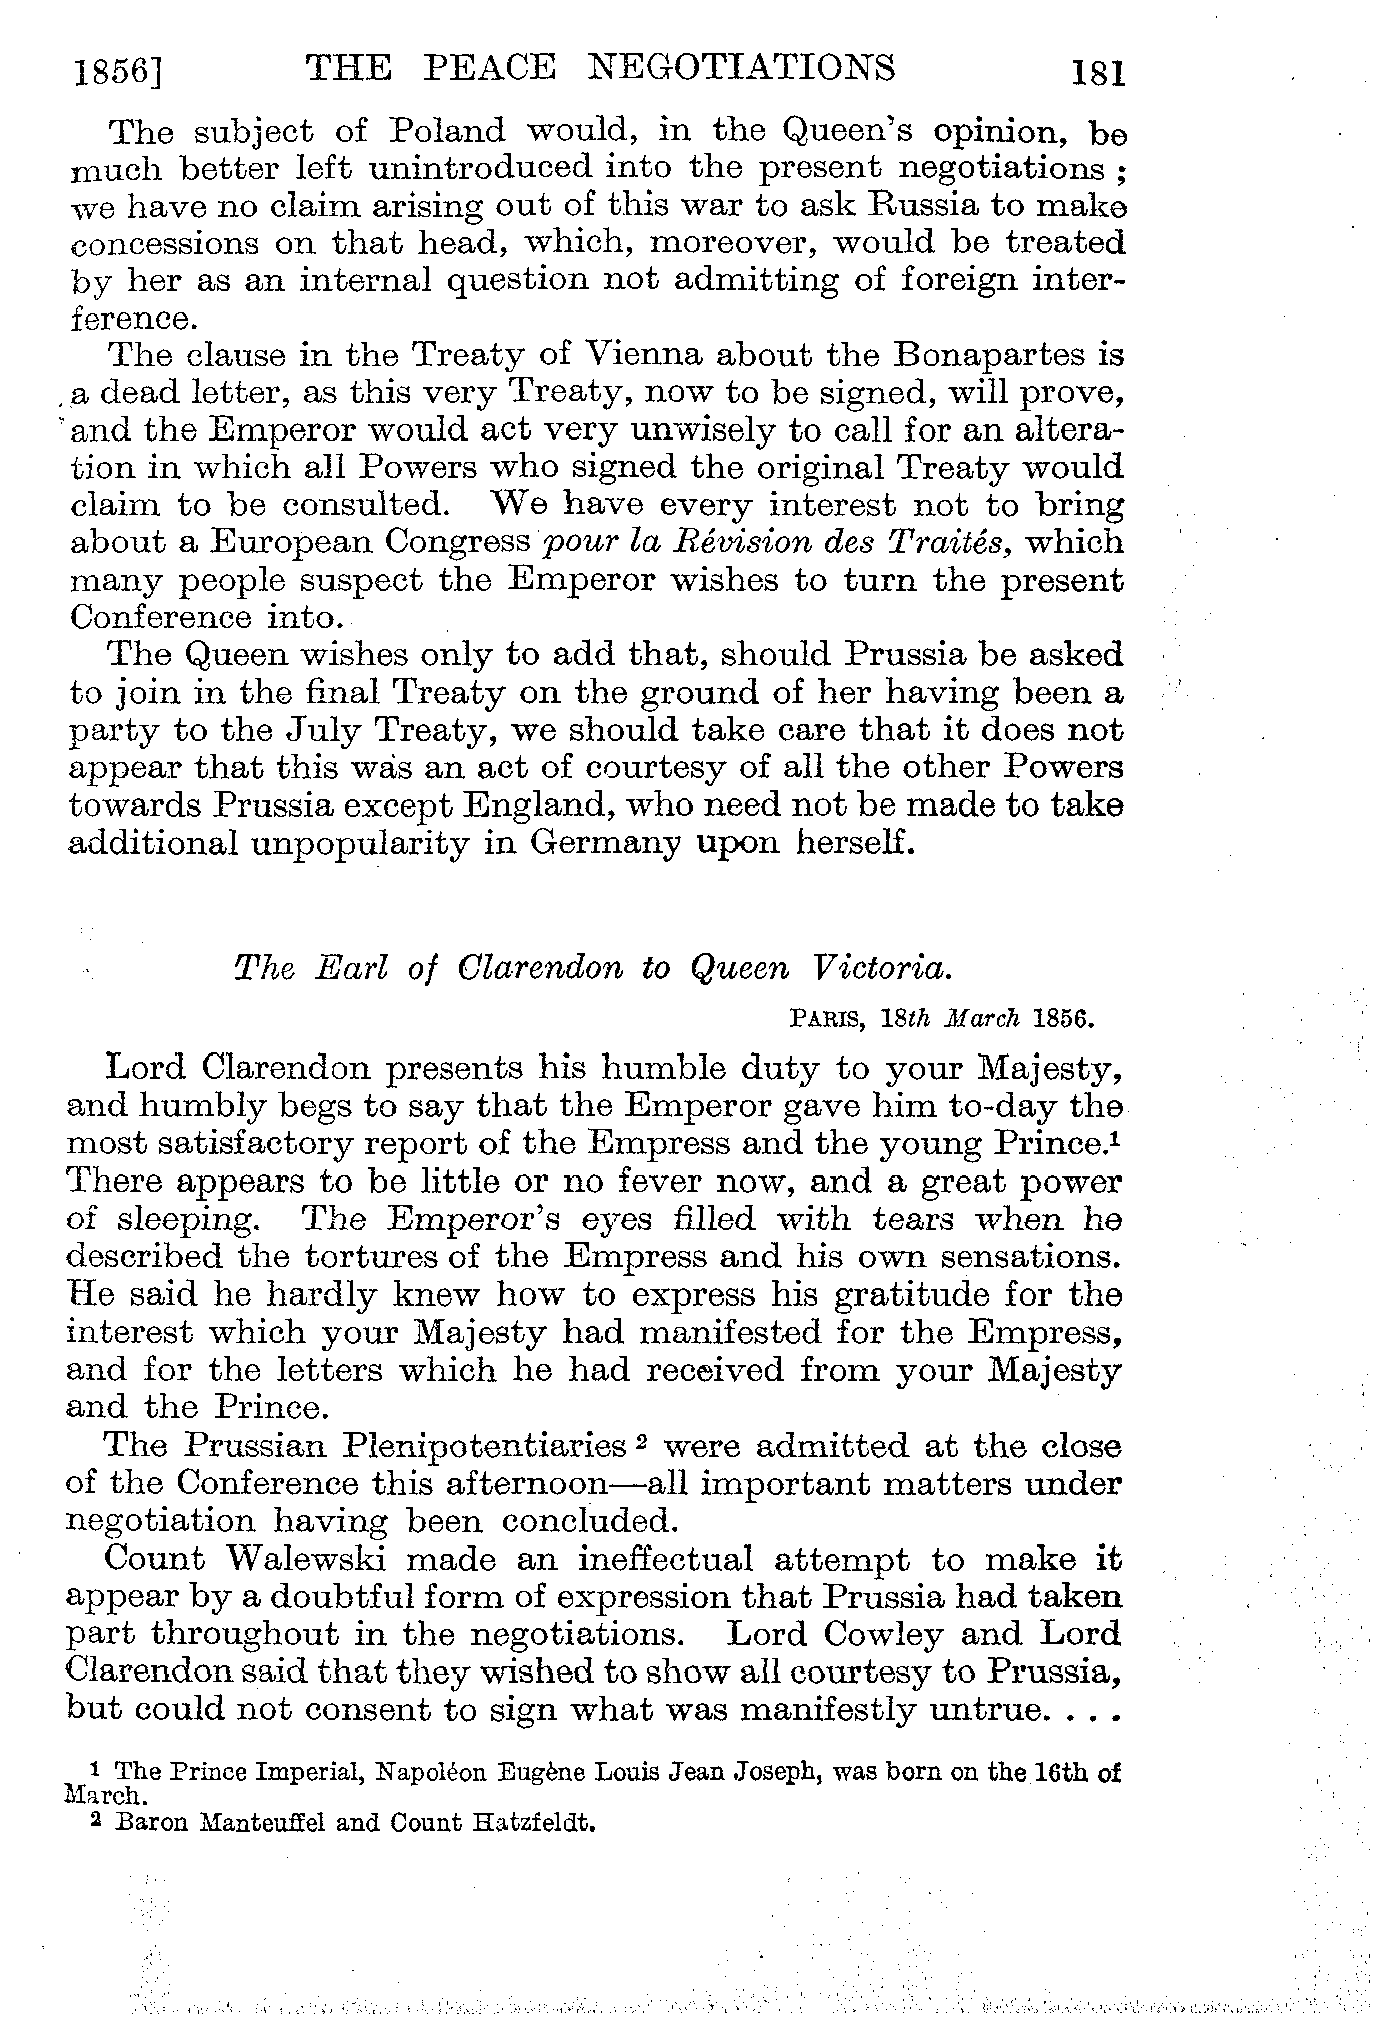 1856] THE PEACE NEGOTIATIONS 181
The subject of Poland would, in the Queen's opinion, be
much better left unintroduced into the present negotiations ;
we have no claim arising out of this war to ask Russia to make
concessions on that head, which, moreover, would be treated
by her as an internal question not admitting of foreign inter-
ference.
The clause in the Treaty of Vienna about the Bonapartes is
a dead letter, as this very Treaty, now to be signed, will prove,
and the Emperor would act very unwisely to call for an altera-
tion in which all Powers who signed the original Treaty would
claim to be consulted. We have every interest not to bring
about a European Congress pour la Révision des Traités, which
many people suspect the Emperor wishes to turn the present
Conference into.
The Queen wishes only to add that, should Prussia be asked
to join in the final Treaty on the ground of her having been a
party to the July Treaty, we should take care that it does not
appear that this was an act of courtesy of all the other Powers
towards Prussia except England, who need not be made to take
additional unpopularity in Germany upon herself.
The Earl of Clarendon to Queen Victoria.
PARIS, 18th March 1856.
Lord Clarendon presents his humble duty to your Majesty,
and humbly begs to say that the Emperor gave him to-day the
most satisfactory report of the Empress and the young Prince.¹
There appears to be little or no fever now, and a great power
of sleeping. The Emperor's eyes filled with tears when he
described the tortures of the Empress and his own sensations.
He said he hardly knew how to express his gratitude for the
interest which your Majesty had manifested for the Empress,
and for the letters which he had received from your Majesty
and the Prince.
The Prussian Plenipotentiaries ² were admitted at the close
of the Conference this afternoon—all important matters under
negotiation having been concluded.
Count Walewski made an ineffectual attempt to make it
appear by a doubtful form of expression that Prussia had taken
part throughout in the negotiations. Lord Cowley and Lord
Clarendon said that they wished to show all courtesy to Prussia,
but could not consent to sign what was manifestly untrue. . . .
¹ The Prince Imperial, Napoléon Eugène Louis Jean Joseph, was born on the 16th of
March.
² Baron Manteuffel and Count Hatzfeldt.